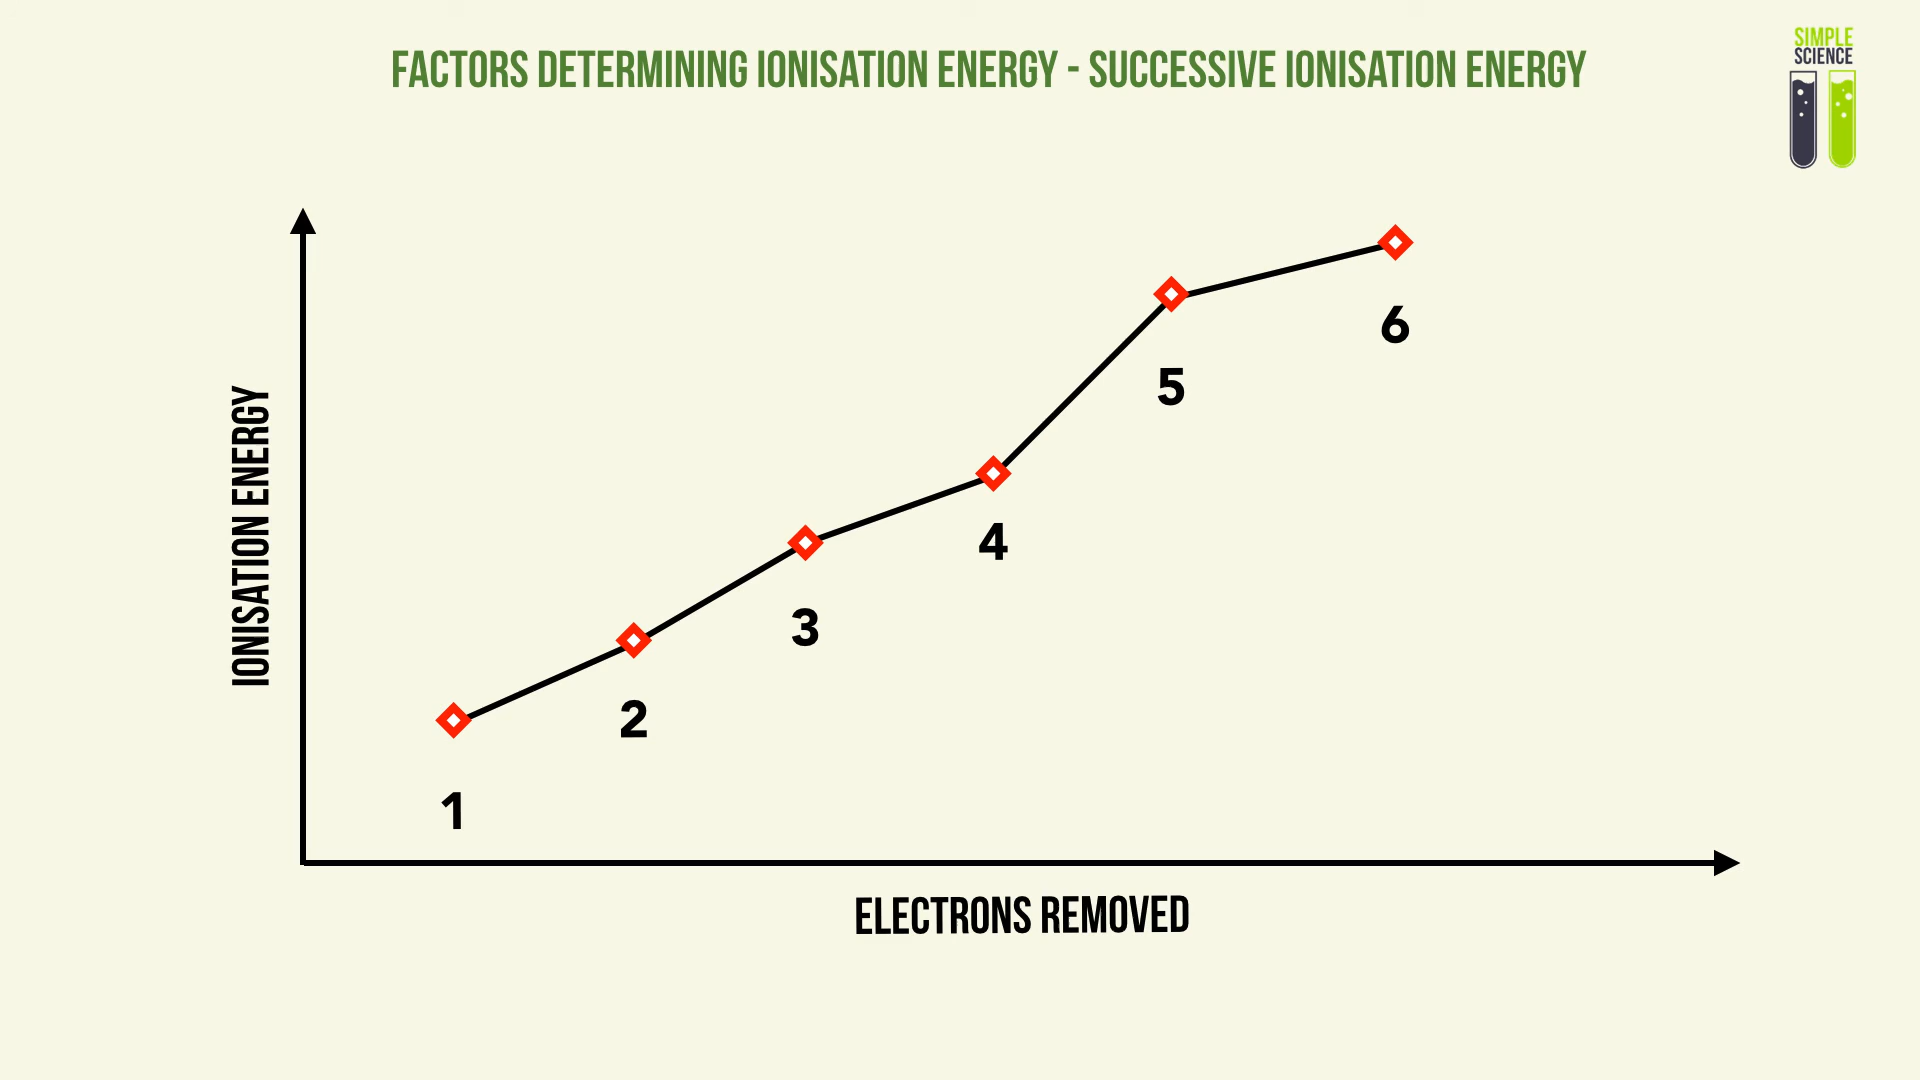 FACTORS DETERMINING IONISATION ENERGY - SUCCESSIVE IONISATION ENERGY
SIMPLE
SCIENCE
IONISATION ENERGY
1
2
3
4
5
6
ELECTRONS REMOVED